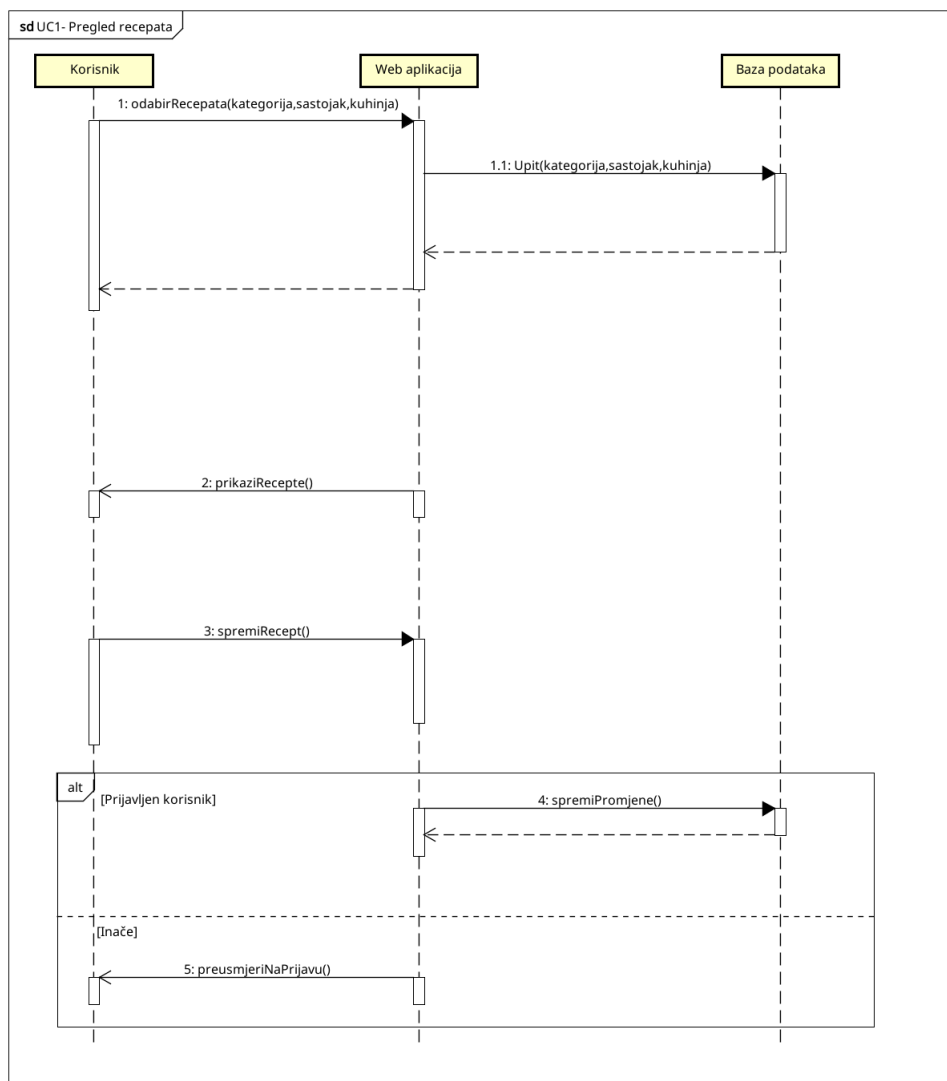 sd UC1- Pregled recepata
Korisnik
Web aplikacija
Baza podataka
1: odabirRecepata(kategorija,sastojak,kuhinja)
1.1: Upit(kategorija,sastojak,kuhinja)
2: prikaziRecepte()
3: spremiRecept()
alt
[Prijavljen korisnik]
4: spremiPromjene()
[Inače]
5: preusmjeriNaPrijavu()